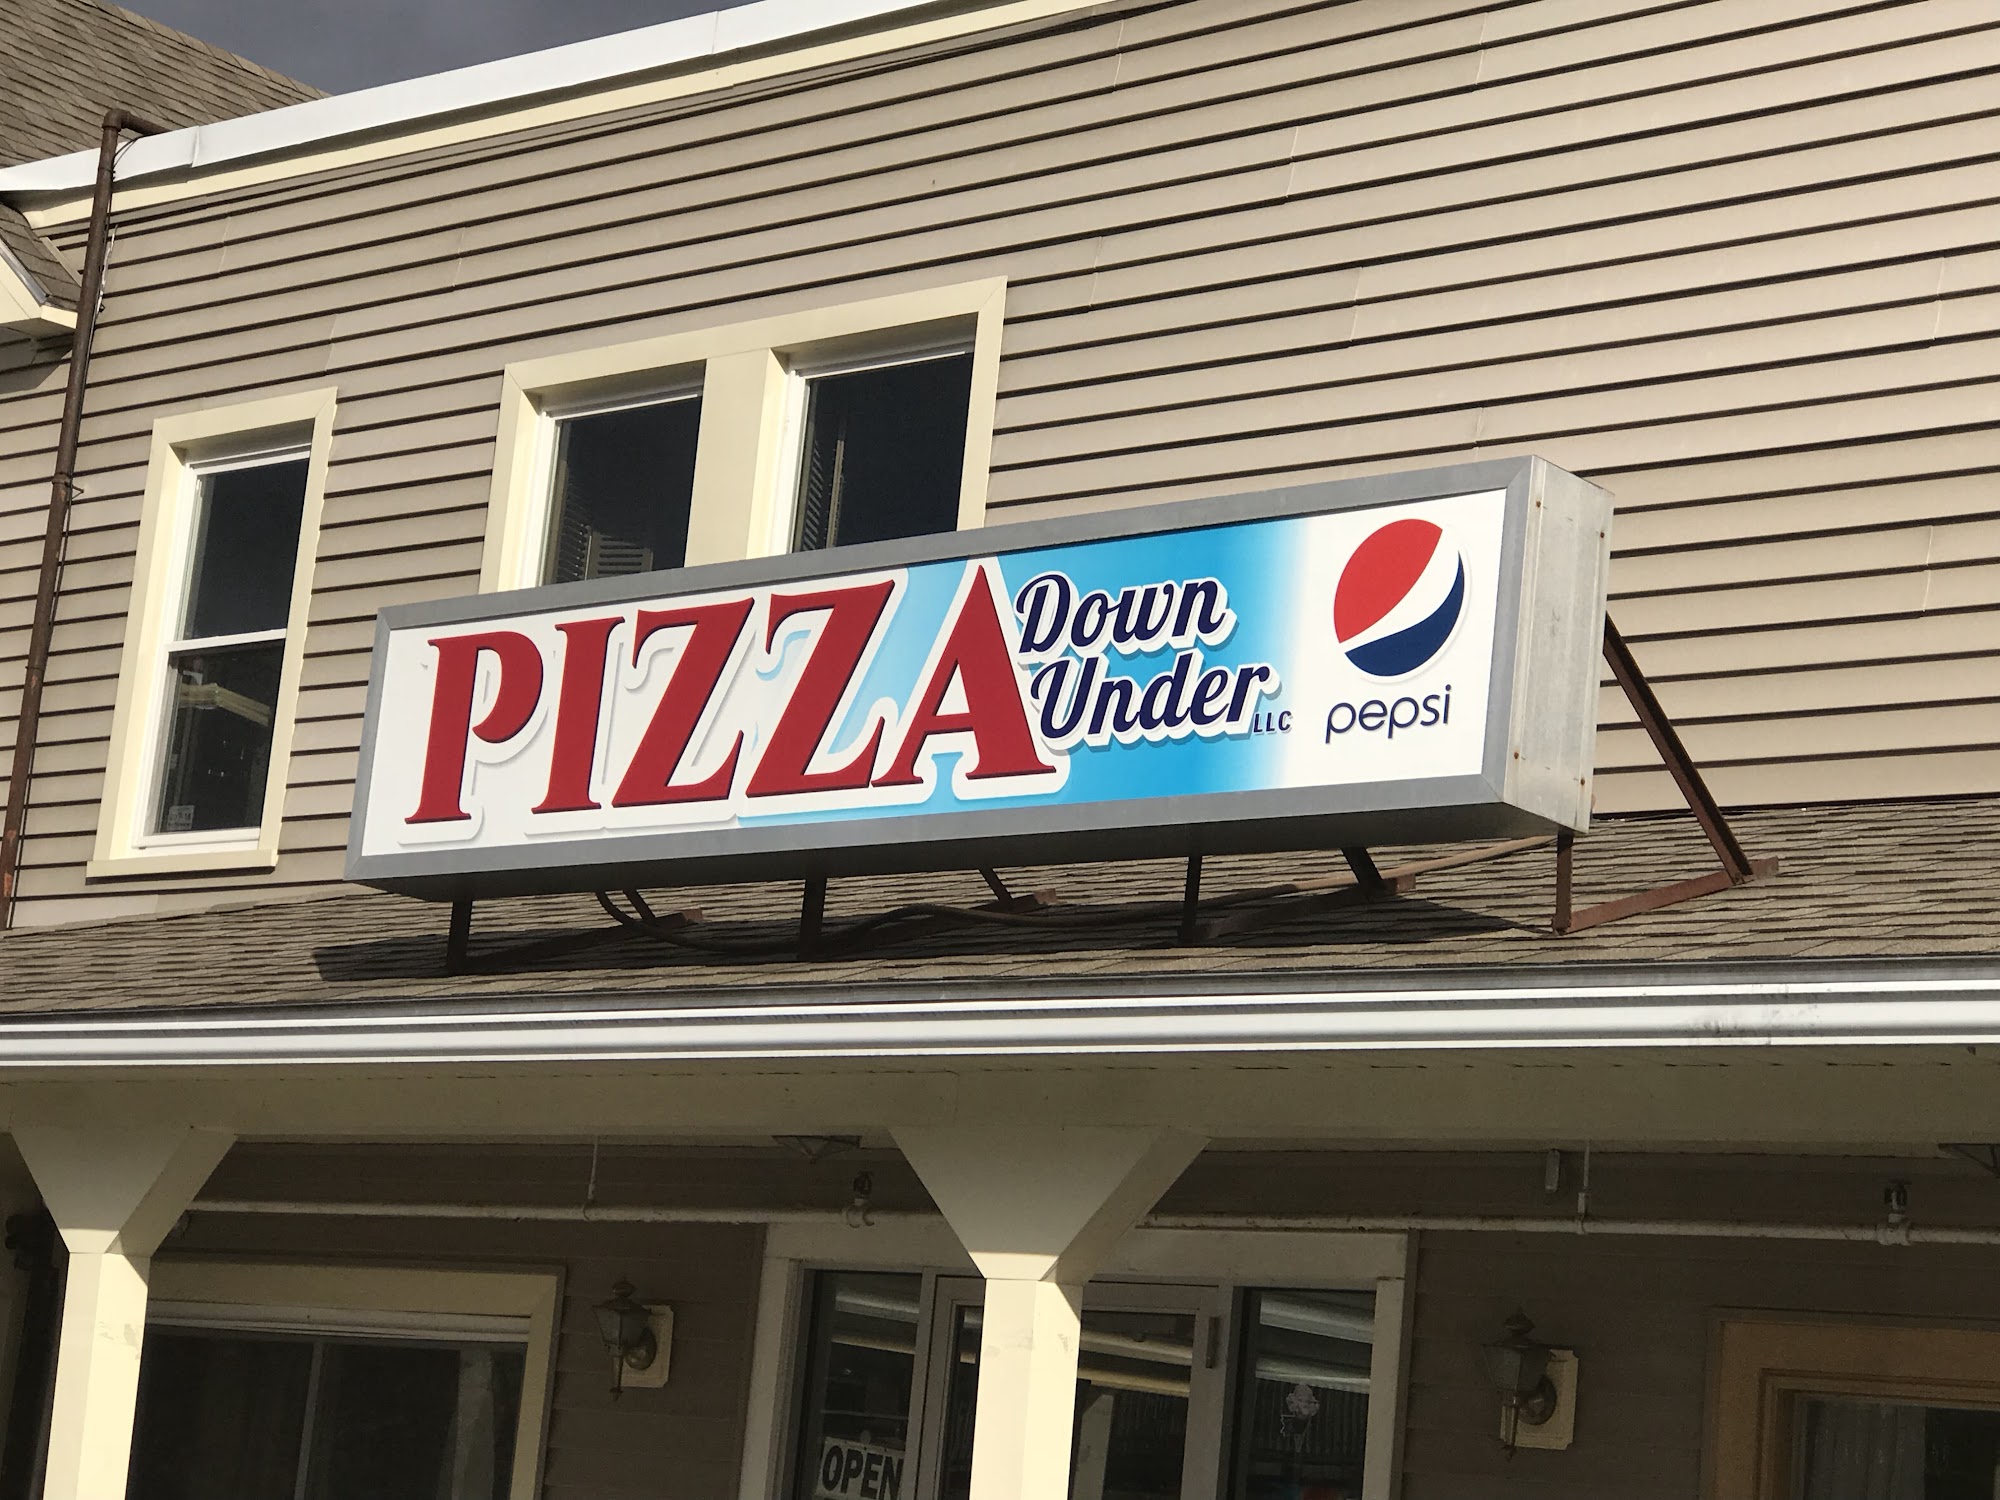 PIZZA
Down
Under LLC
pepsi
OPEN